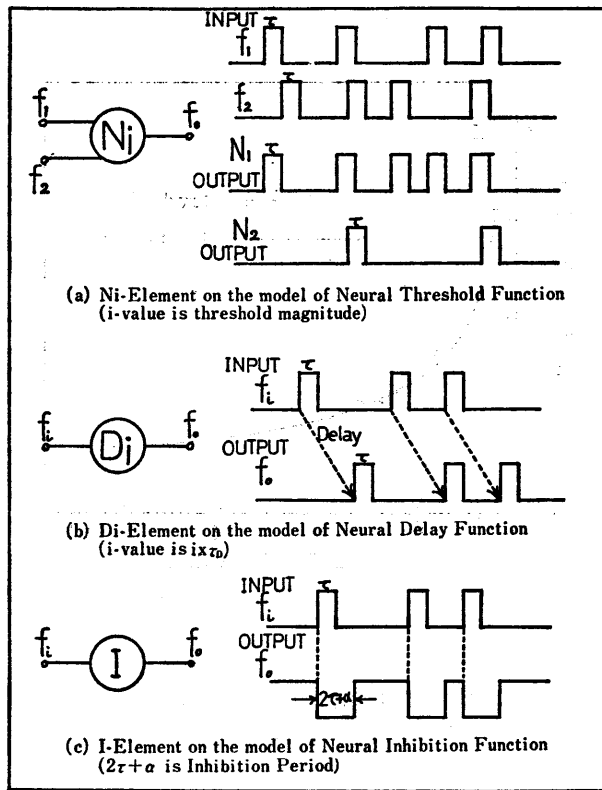 INPUT
f₁
τ
f₂
τ
f₁
f₂
Ni
f₀
N₁
OUTPUT
τ
N₂
OUTPUT
τ
(a) Ni-Element on the model of Neural Threshold Function
(i-value is threshold magnitude)
INPUT
fi
τ
fi
Di
f₀
Delay
OUTPUT
f₀
τ
(b) Di-Element on the model of Neural Delay Function
(i-value is i×τD)
INPUT
fi
τ
fi
I
f₀
OUTPUT
f₀
2τ+α
(c) I-Element on the model of Neural Inhibition Function
(2τ+α is Inhibition Period)